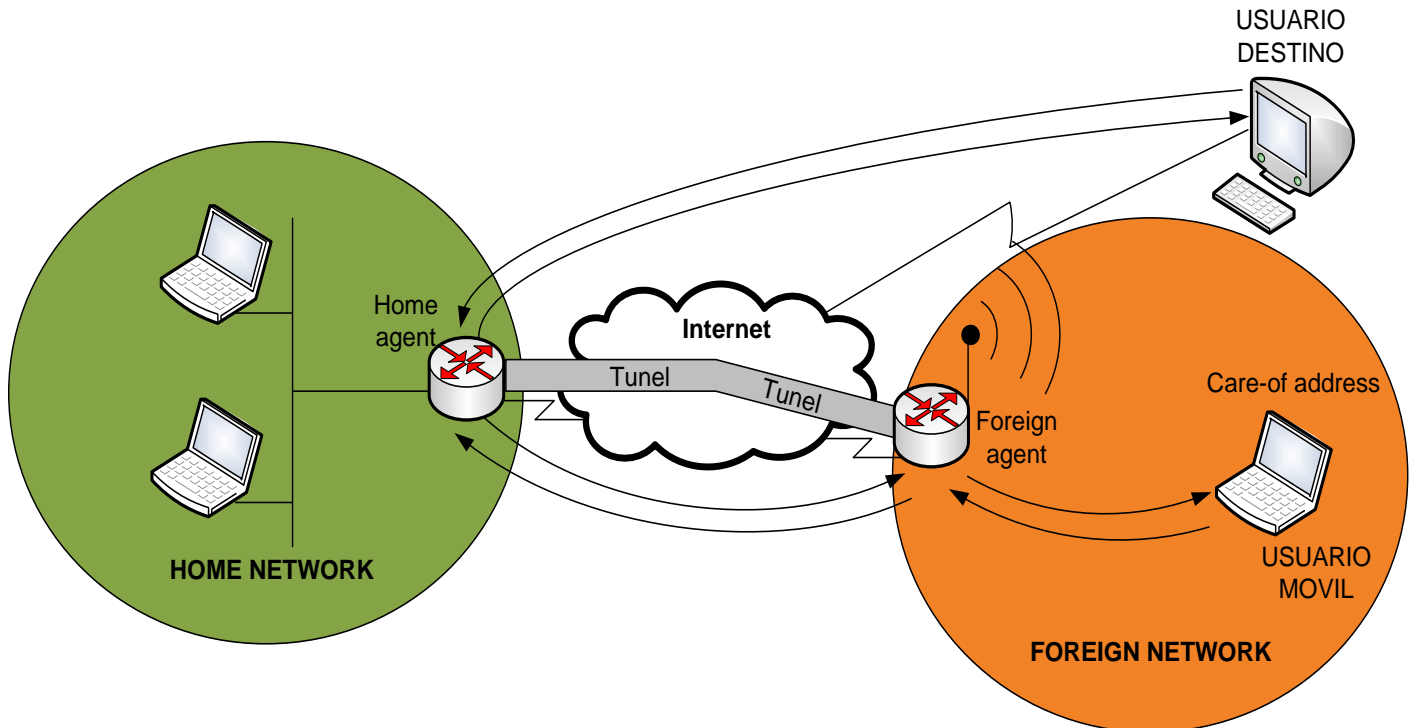 USUARIO
DESTINO
Home
agent
Internet
Tunel
Tunel
Care-of address
Foreign
agent
HOME NETWORK
USUARIO
MOVIL
FOREIGN NETWORK